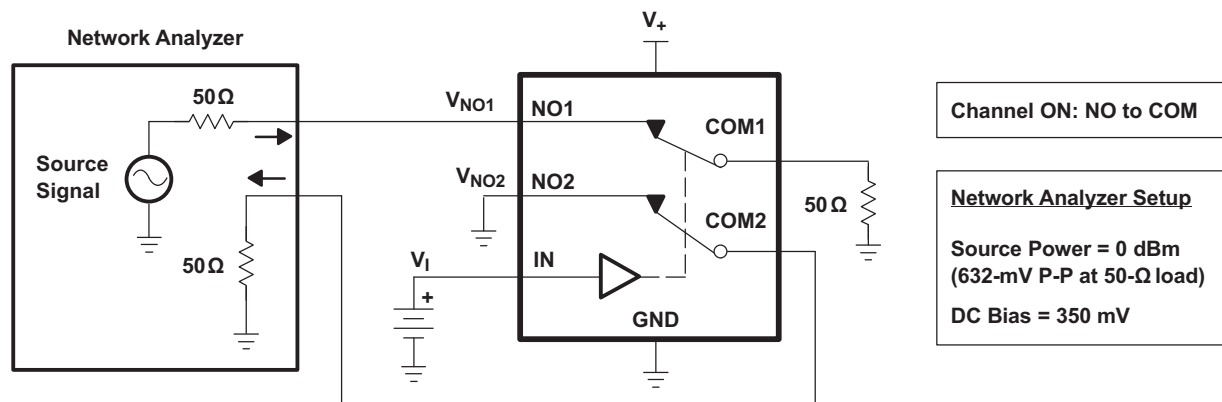 Network Analyzer
50Ω
Source
Signal
50Ω
V+
VNO1
NO1
COM1
VNO2
NO2
COM2
50Ω
VI
IN
+
GND
Channel ON: NO to COM
Network Analyzer Setup
Source Power = 0 dBm
(632-mV P-P at 50-Ω load)
DC Bias = 350 mV